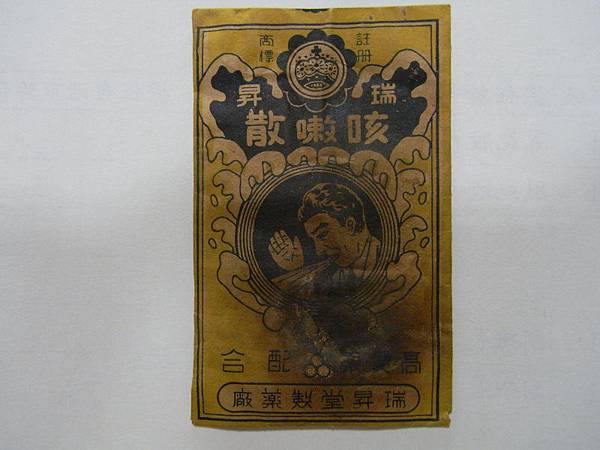 註冊
商標
瑞昇
咳嗽散
高 配合
瑞昇堂製薬廠